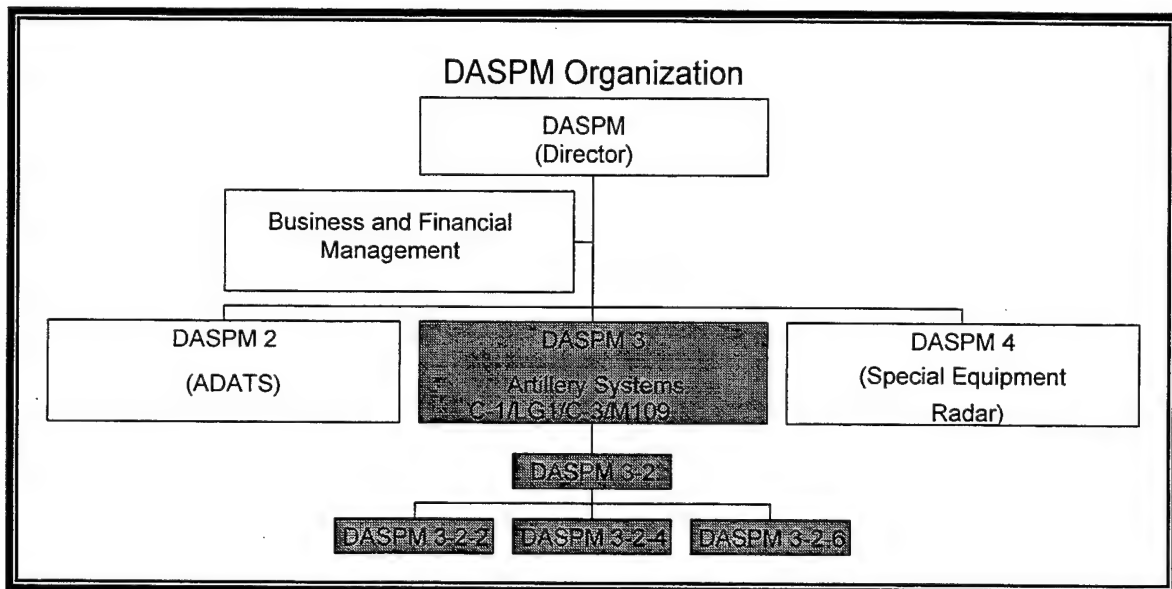 DASPM Organization
DASPM
(Director)
Business and Financial
Management
DASPM 2
(ADATS)
DASPM 3
Artillery Systems
C-1/LG1/C-3/M109
DASPM 4
(Special Equipment
Radar)
DASPM 3-2
DASPM 3-2-2
DASPM 3-2-4
DASPM 3-2-6